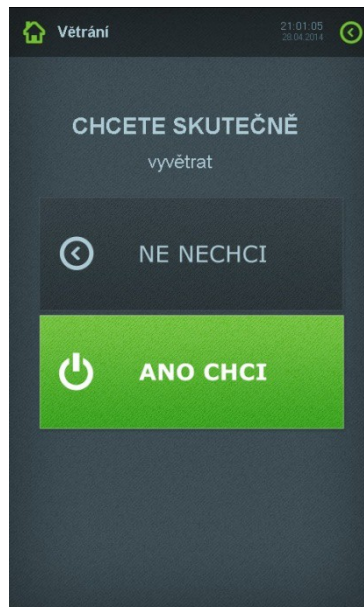 Větrání
21:01:05
28.04.2014
CHCETE SKUTEČNĚ
vyvětrat
NE NECHCI
ANO CHCI